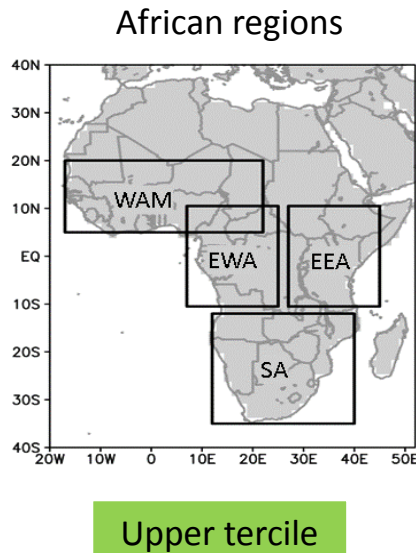 African regions
40N
30N
20N
10N
EQ
10S
20S
30S
40S
WAM
EWA
EEA
SA
20W 10W 0 10E 20E 30E 40E 50E
Upper tercile